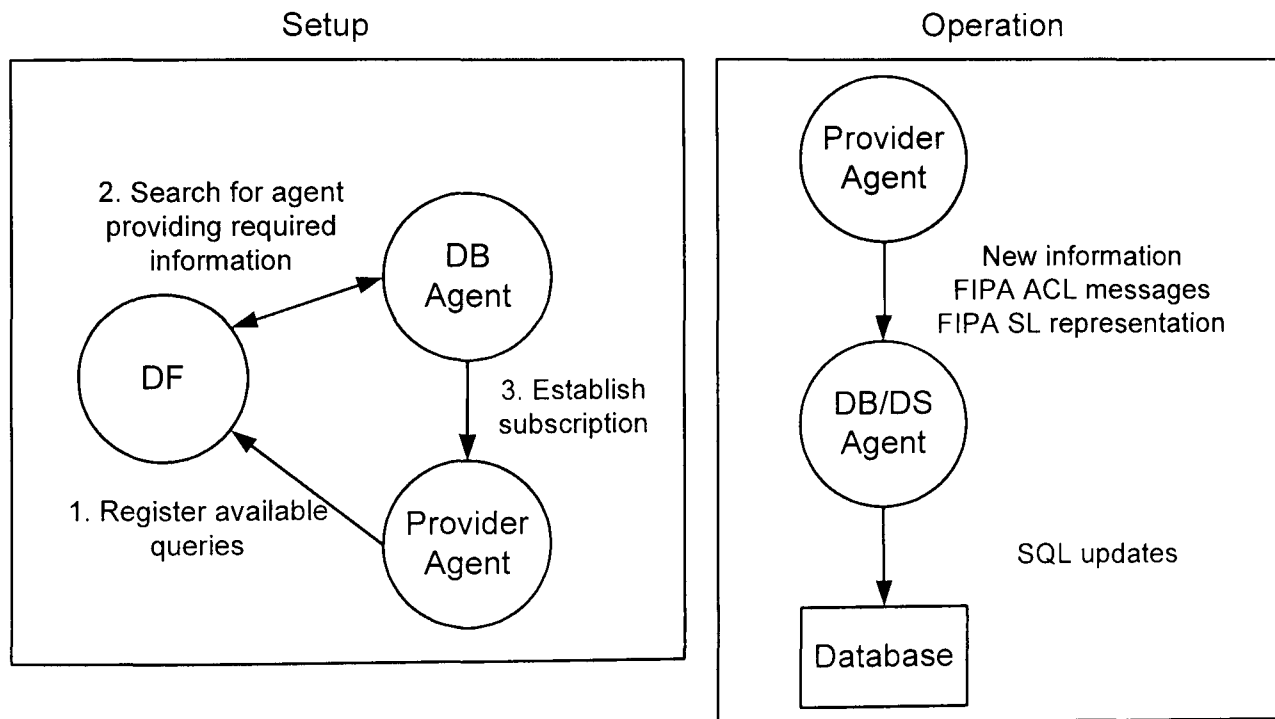 Setup
2. Search for agent
providing required
information
DB
Agent
DF
3. Establish
subscription
1. Register available
queries
Provider
Agent
Operation
Provider
Agent
New information
FIPA ACL messages
FIPA SL representation
DB/DS
Agent
SQL updates
Database